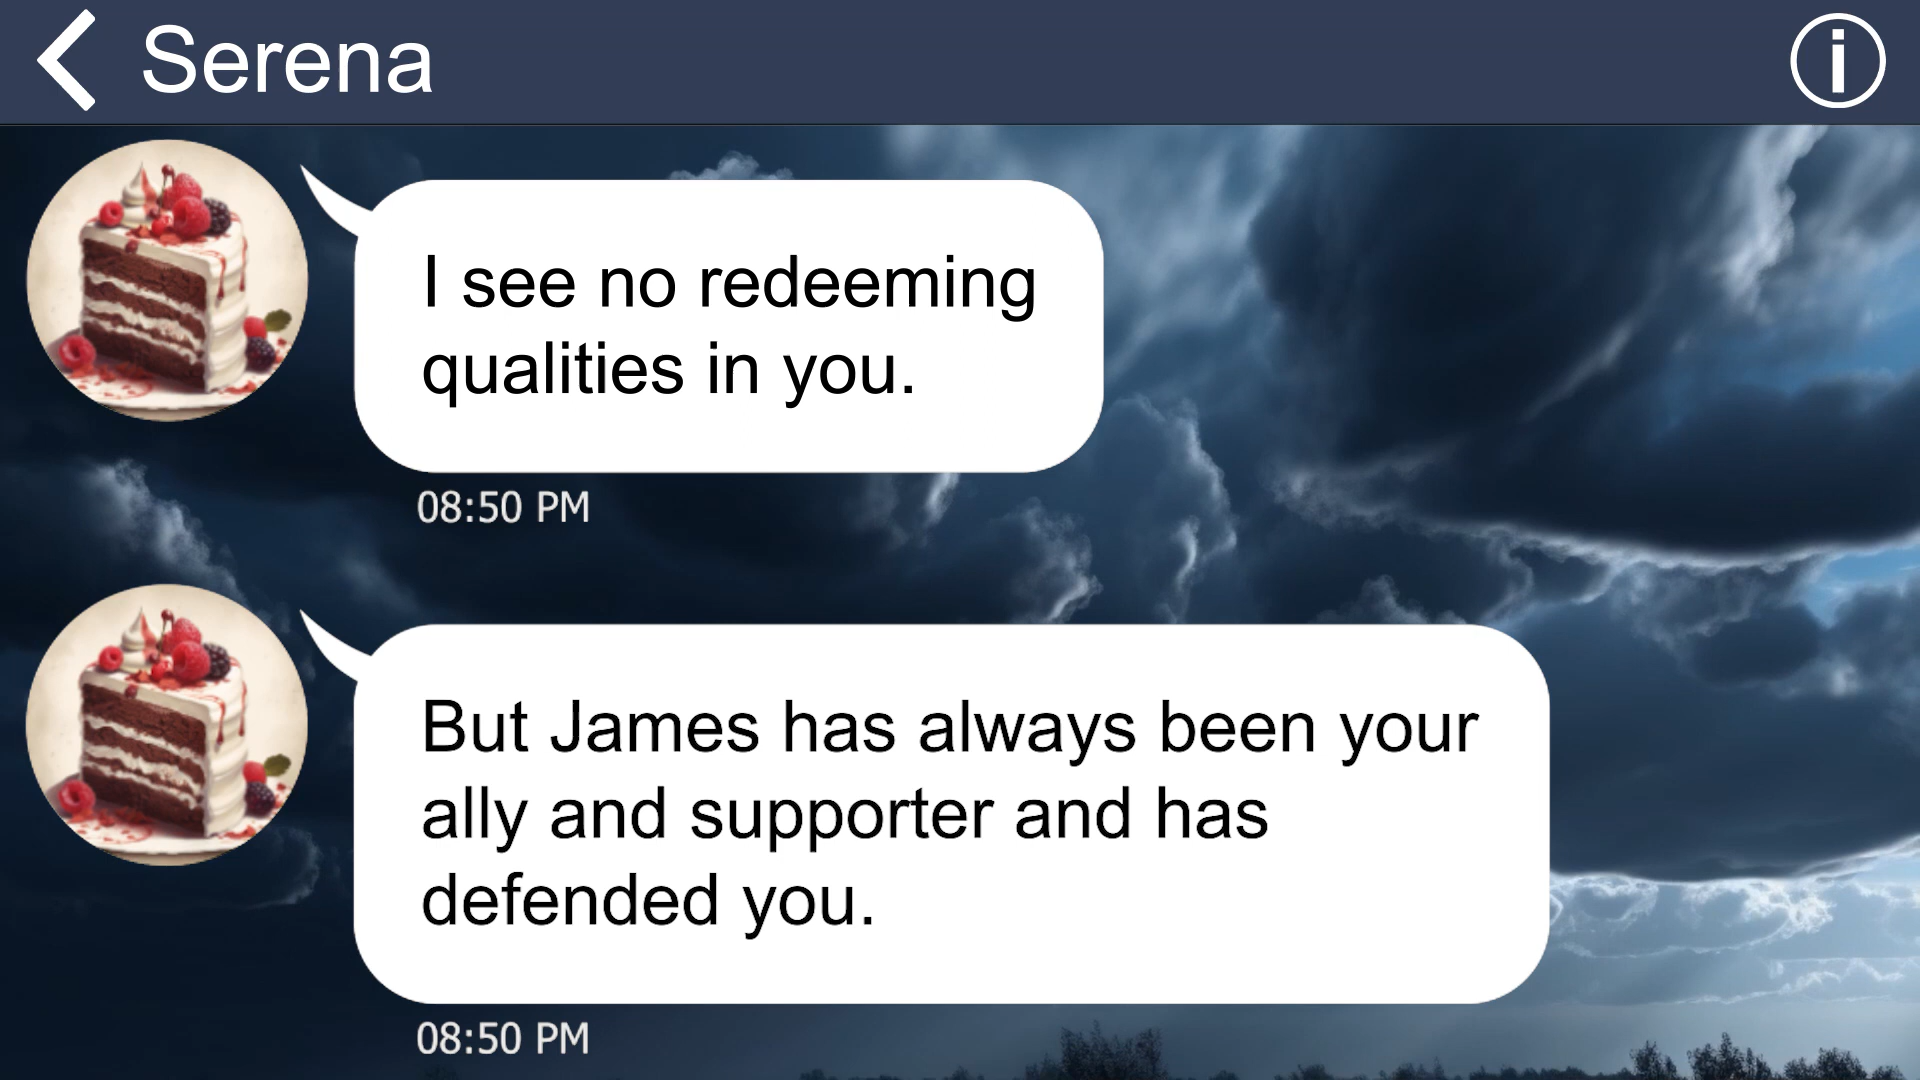 Serena
I see no redeeming
qualities in you.
08:50 PM
But James has always been your
ally and supporter and has
defended you.
08:50 PM